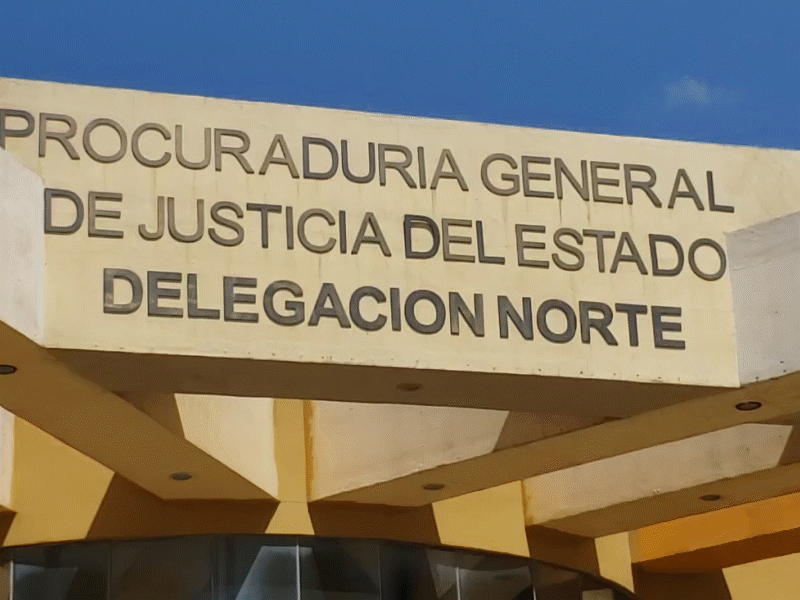 PROCURADURIA GENERAL
DE JUSTICIA DEL ESTADO
DELEGACION NORTE